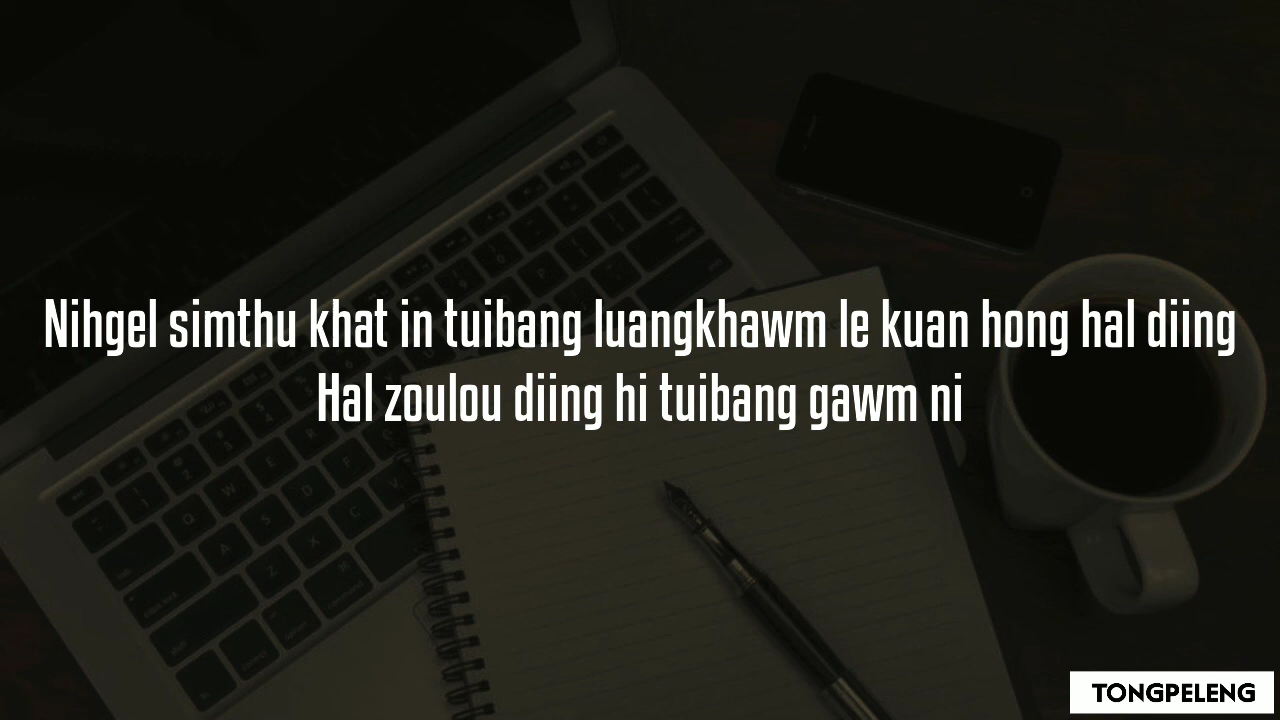 Nihgel simthu khat in tuibang luangkhawm le kuan hong hal diing
Hal zoulou diing hi tuibang gawm ni
TONGPELENG